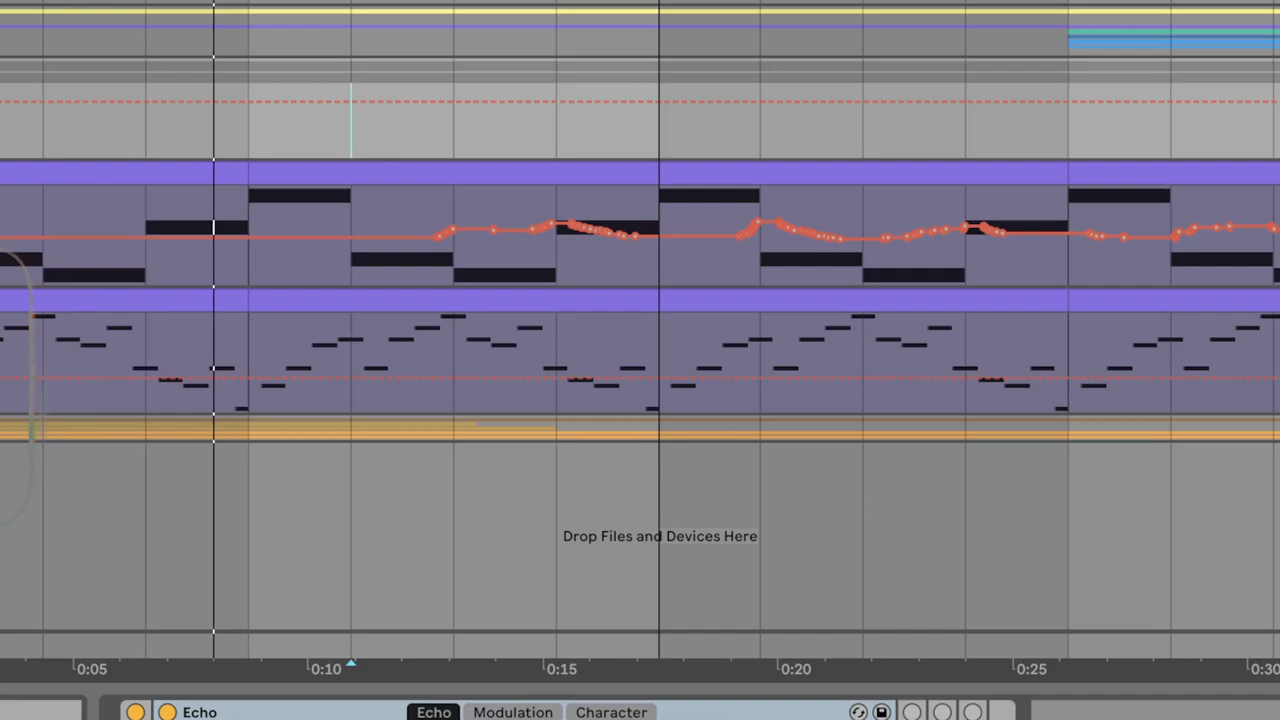 Drop Files and Devices Here
0:05 0:10 0:15 0:20 0:25 0:30
Echo Echo Modulation Character